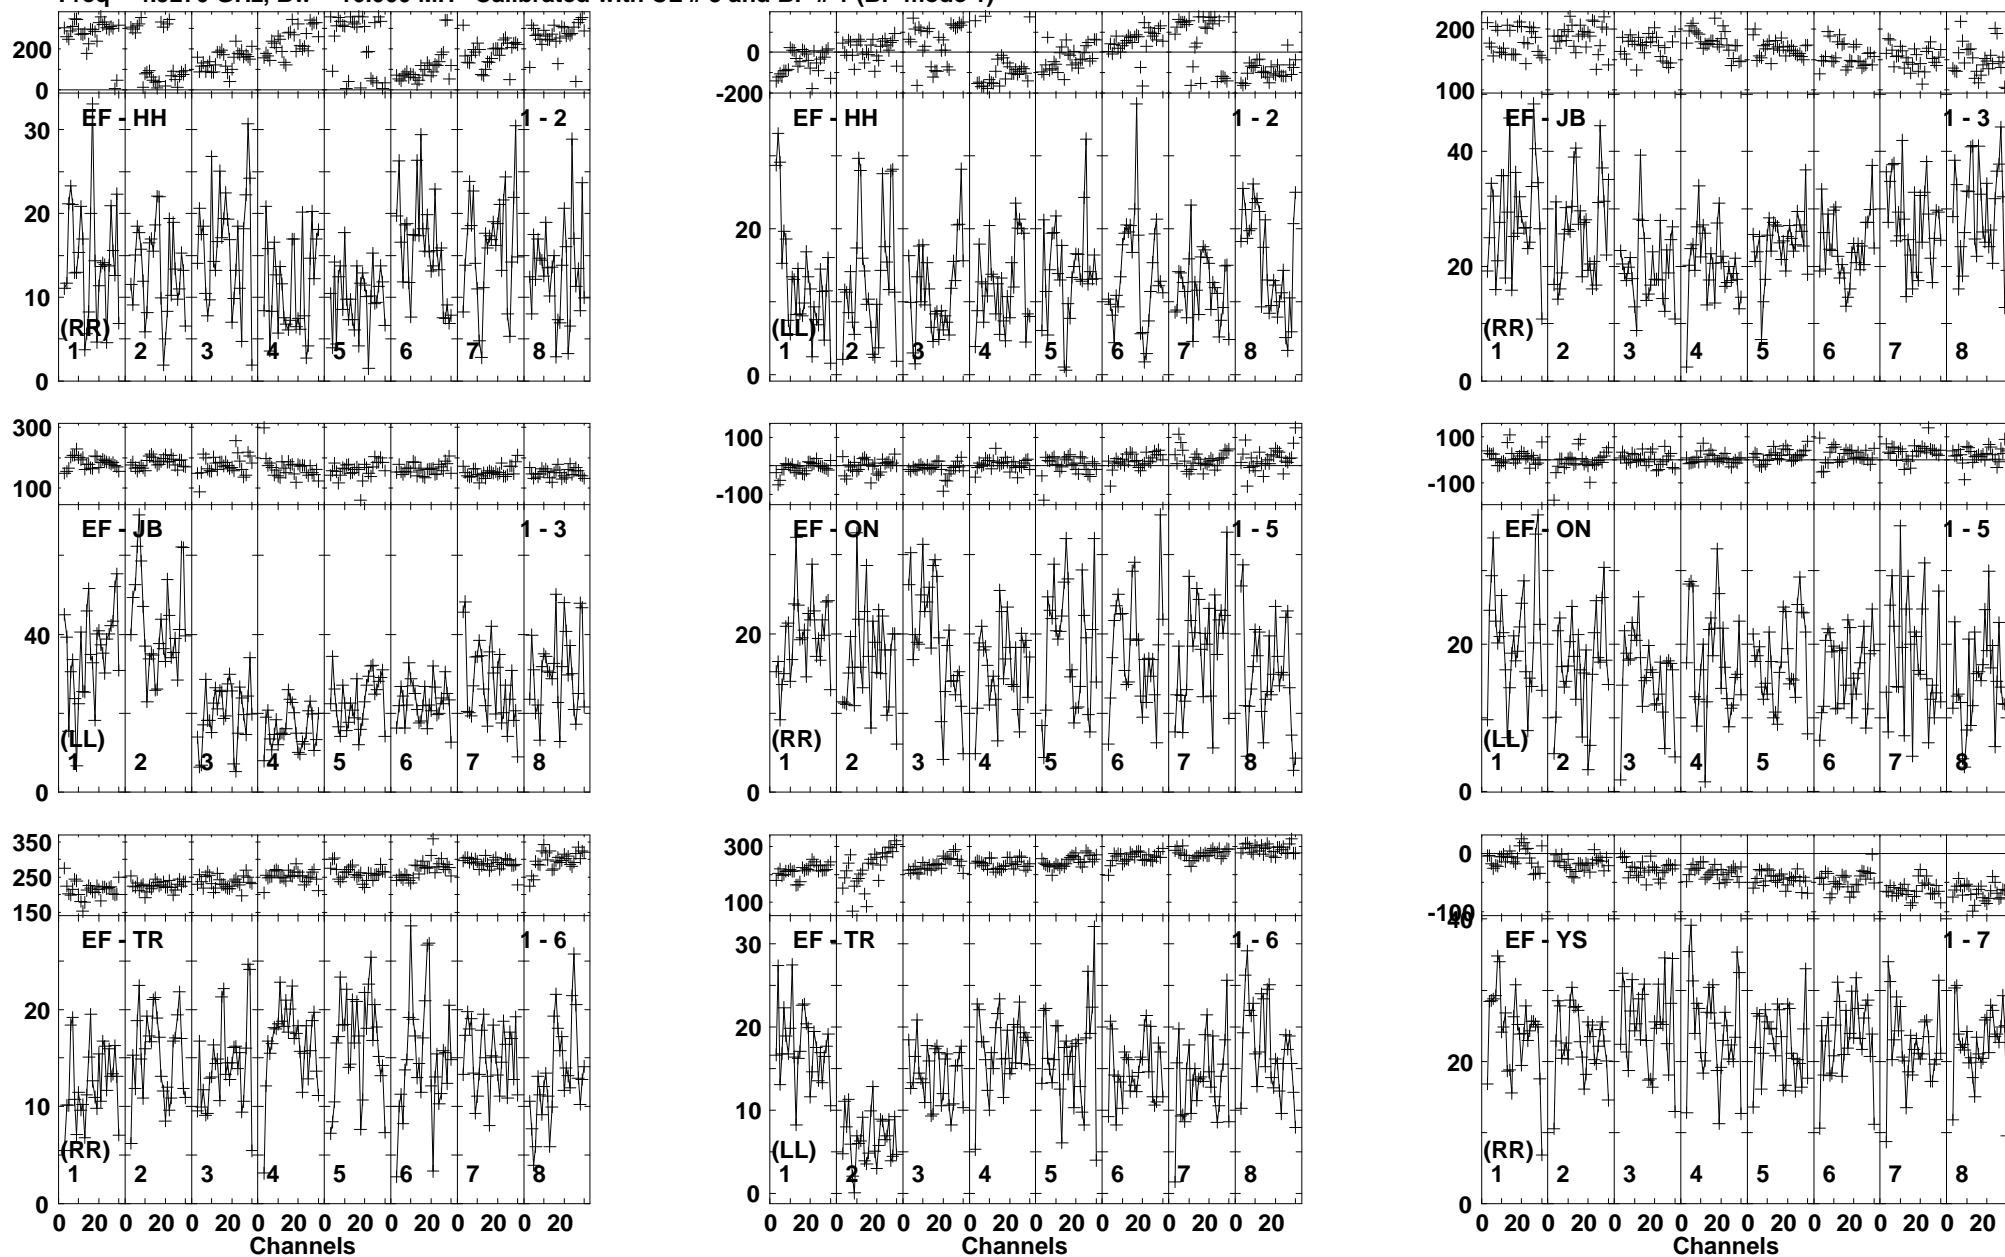 200 0 200 100 200 0 -200
EF - HH 1 - 2 EF - HH 1 - 2 EF - JB 1 - 3
30 20 10 0 20 0 40 20 0
(RR) (LL) (RR)
1 2 3 4 5 6 7 8 1 2 3 4 5 6 7 8 1 2 3 4 5 6 7 8
300 100 100 -100 100 -100
EF - JB 1 - 3 EF - ON 1 - 5 EF - ON 1 - 5
40 0 20 0 20 0
(LL) (RR) (LL)
1 2 3 4 5 6 7 8 1 2 3 4 5 6 7 8 1 2 3 4 5 6 7 8
350 250 150 300 100 0 -100
EF - TR 1 - 6 EF - TR 1 - 6 EF - YS 1 - 7
20 10 0 30 20 10 0 40 20 0
(RR) (LL) (RR)
1 2 3 4 5 6 7 8 1 2 3 4 5 6 7 8 1 2 3 4 5 6 7 8
0 20 0 20 0 20 0 20 0 20 0 20 0 20 0 20 0 20 0 20 0 20 0 20 0 20 0 20 0 20 0 20 0 20 0 20 0 20 0 20 0 20 0 20 0 20 0 20
Channels Channels Channels